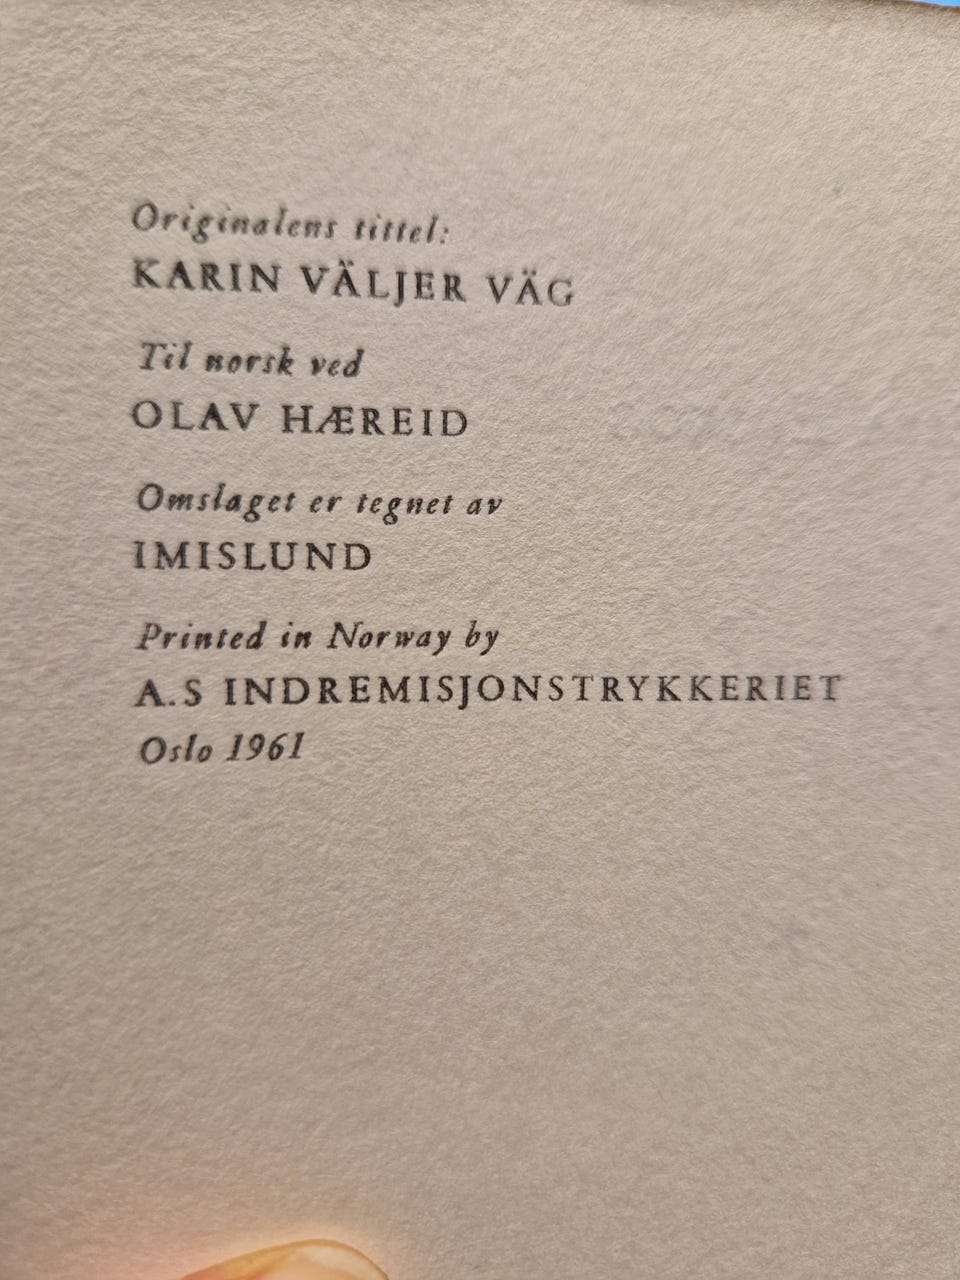 Originalens tittel:
KARIN VÄLJER VÄG
Til norsk ved
OLAV HÆREID
Omslaget er tegnet av
IMISLUND
Printed in Norway by
A.S INDREMISJONSTRYKKERIET
Oslo 1961